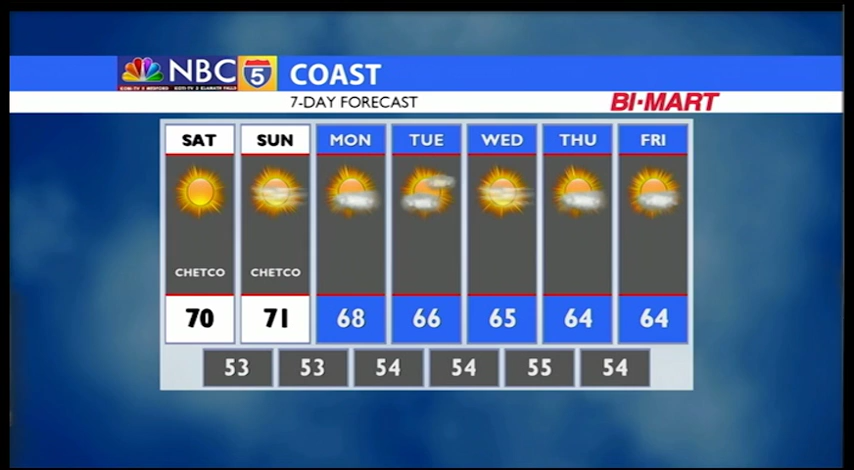 NBC 5 COAST
KOBI-TV 5 MEDFORD KOTI-TV 2 KLAMATH FALLS
7-DAY FORECAST BI-MART
SAT SUN MON TUE WED THU FRI
CHETCO CHETCO
70 71 68 66 65 64 64
53 53 54 54 55 54